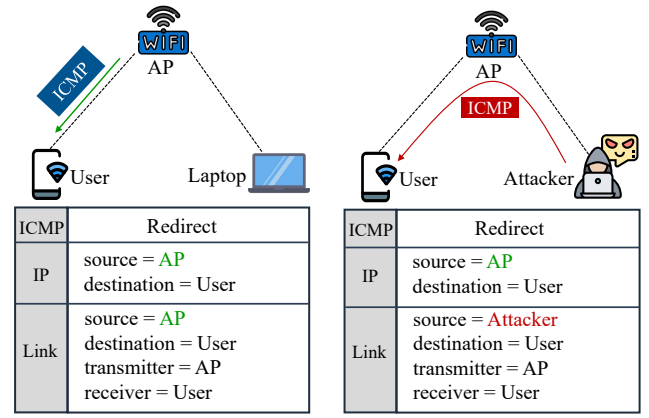 WIFI
AP
ICMP
User
Laptop
ICMP
Redirect
IP
source = AP
destination = User
Link
source = AP
destination = User
transmitter = AP
receiver = User
WIFI
AP
ICMP
User
Attacker
ICMP
Redirect
IP
source = AP
destination = User
Link
source = Attacker
destination = User
transmitter = AP
receiver = User